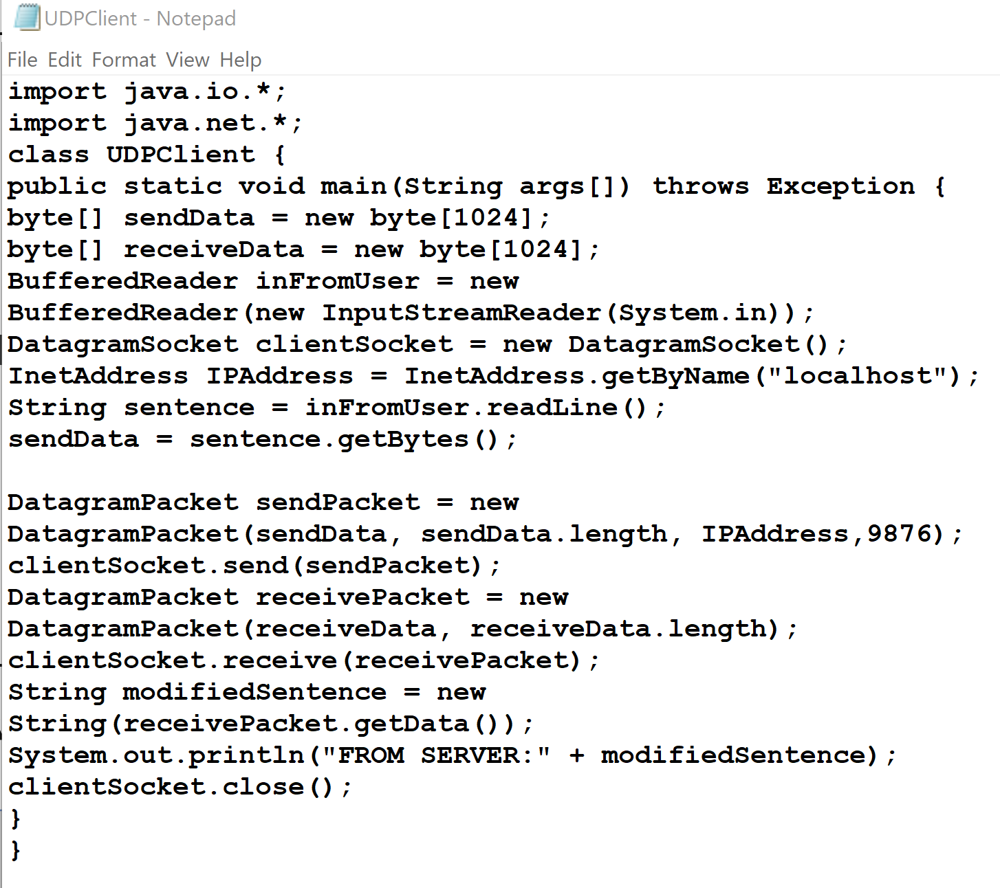 UDPClient - Notepad
File Edit Format View Help
import java.io.*;
import java.net.*;
class UDPClient {
public static void main(String args[]) throws Exception {
byte[] sendData = new byte[1024];
byte[] receiveData = new byte[1024];
BufferedReader inFromUser = new
BufferedReader(new InputStreamReader(System.in));
DatagramSocket clientSocket = new DatagramSocket();
InetAddress IPAddress = InetAddress.getByName("localhost");
String sentence = inFromUser.readLine();
sendData = sentence.getBytes();
DatagramPacket sendPacket = new
DatagramPacket(sendData, sendData.length, IPAddress,9876);
clientSocket.send(sendPacket);
DatagramPacket receivePacket = new
DatagramPacket(receiveData, receiveData.length);
clientSocket.receive(receivePacket);
String modifiedSentence = new
String(receivePacket.getData());
System.out.println("FROM SERVER:" + modifiedSentence);
clientSocket.close();
}
}